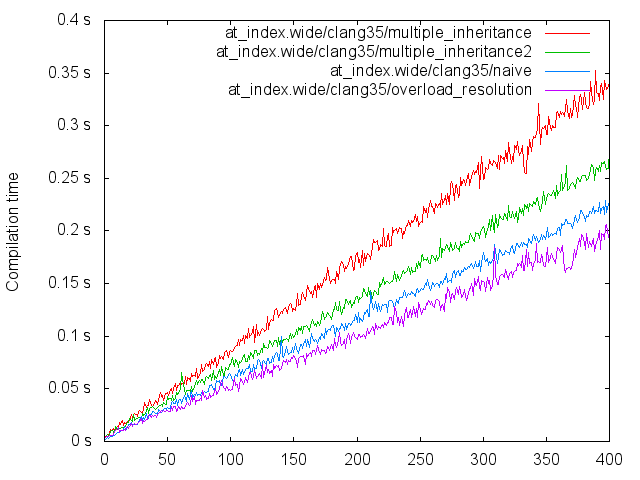 0.4 s
0.35 s
0.3 s
0.25 s
0.2 s
0.15 s
0.1 s
0.05 s
0 s
Compilation time
at_index.wide/clang35/multiple_inheritance
at_index.wide/clang35/multiple_inheritance2
at_index.wide/clang35/naive
at_index.wide/clang35/overload_resolution
0 50 100 150 200 250 300 350 400